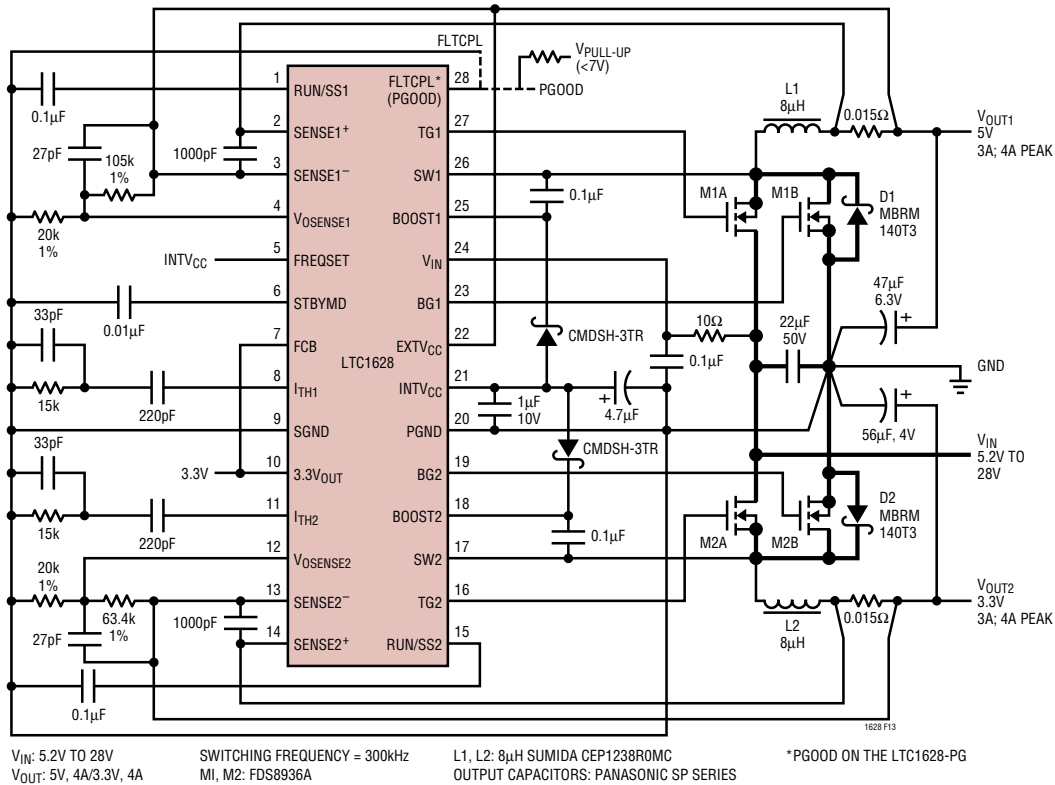 FLTCPL
V_PULL-UP
(<7V)
PGOOD
1
RUN/SS1
FLTCPL*
(PGOOD)
28
0.1µF
L1
8µH
0.015Ω
V_OUT1
5V
3A; 4A PEAK
2
SENSE1+
TG1
27
27pF
105k
1%
1000pF
3
SENSE1−
SW1
26
M1A
M1B
D1
MBRM
140T3
0.1µF
20k
1%
4
V_OSENSE1
BOOST1
25
INTV_CC
5
FREQSET
V_IN
24
47µF
6.3V
+
33pF
0.01µF
6
STBYMD
BG1
23
10Ω
22µF
50V
7
FCB
LTC1628
EXTV_CC
22
CMDSH-3TR
0.1µF
GND
15k
220pF
8
I_TH1
INTV_CC
21
1µF
10V
+
4.7µF
+
56µF, 4V
9
SGND
PGND
20
33pF
CMDSH-3TR
V_IN
5.2V TO
28V
3.3V
10
3.3V_OUT
BG2
19
15k
220pF
11
I_TH2
BOOST2
18
0.1µF
M2A
M2B
D2
MBRM
140T3
20k
1%
12
V_OSENSE2
SW2
17
63.4k
1%
13
SENSE2−
TG2
16
V_OUT2
3.3V
3A; 4A PEAK
27pF
1000pF
14
SENSE2+
RUN/SS2
15
L2
8µH
0.015Ω
0.1µF
1628 F13
V_IN: 5.2V TO 28V
V_OUT: 5V, 4A/3.3V, 4A
SWITCHING FREQUENCY = 300kHz
MI, M2: FDS8936A
L1, L2: 8µH SUMIDA CEP1238R0MC
OUTPUT CAPACITORS: PANASONIC SP SERIES
*PGOOD ON THE LTC1628-PG